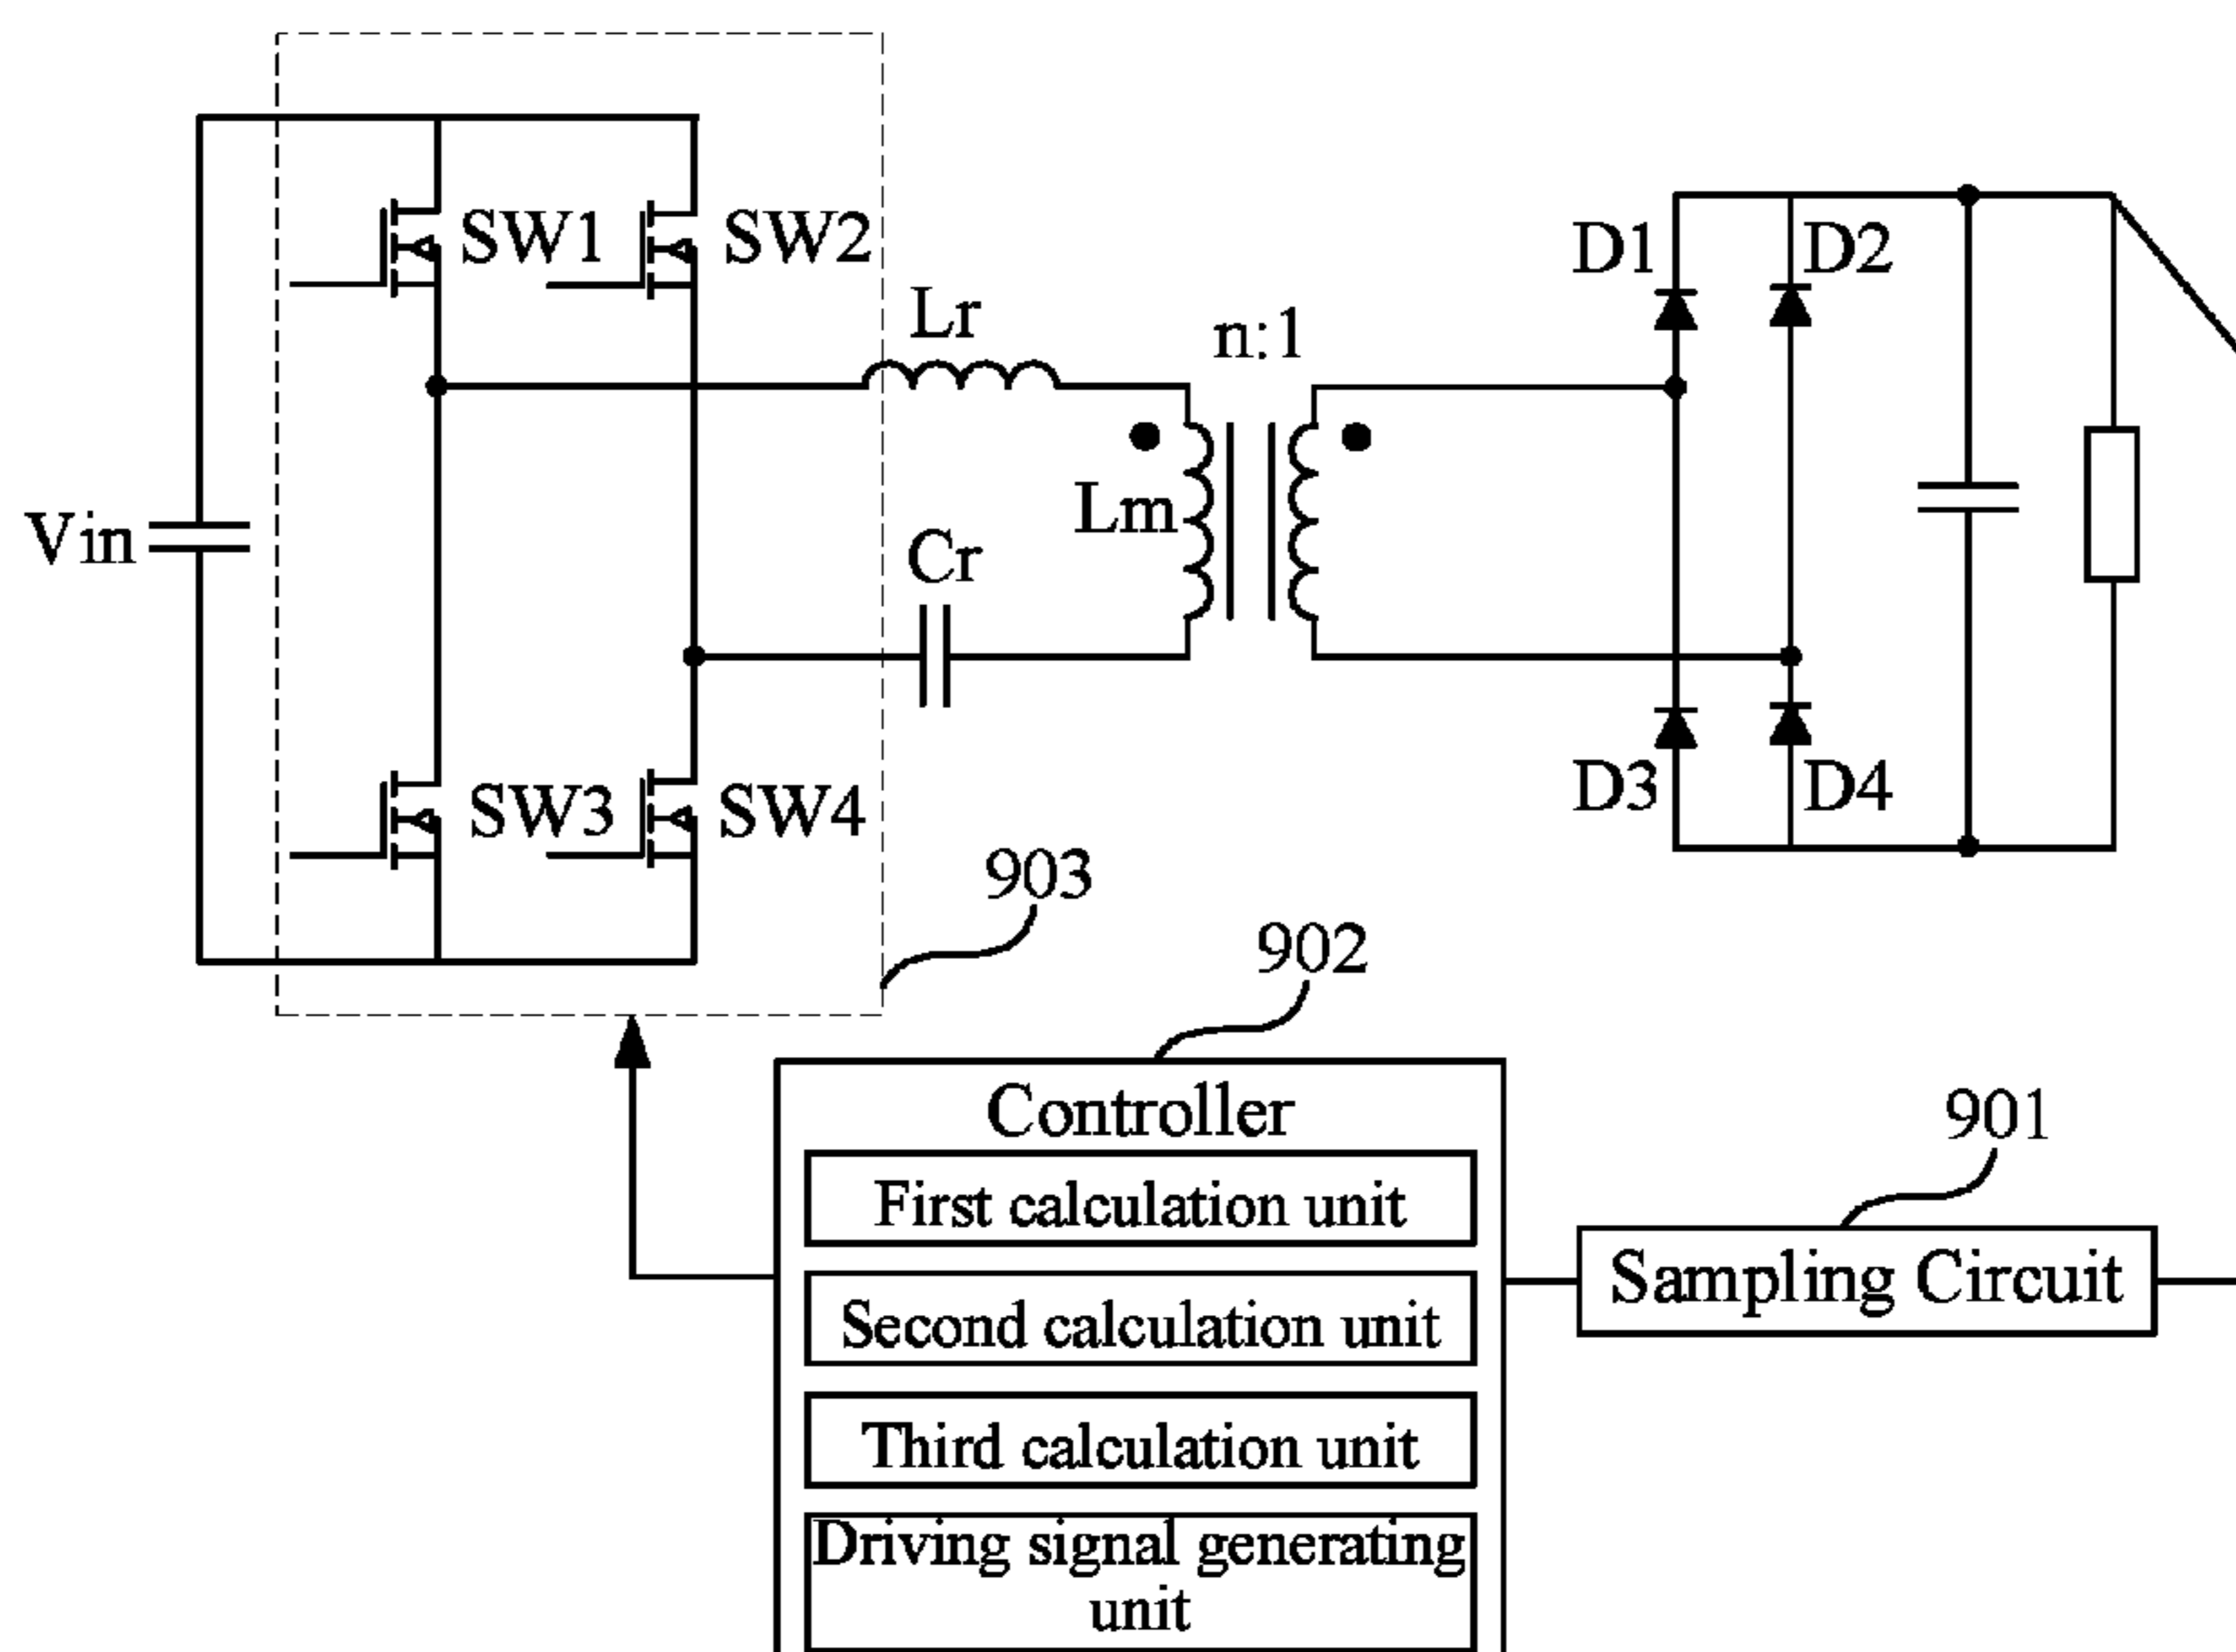 SW1
SW2
Lr
n:1
D1
D2
Vin
Lm
Cr
SW3
SW4
D3
D4
903
902
Controller
901
First calculation unit
Sampling Circuit
Second calculation unit
Third calculation unit
Driving signal generating
unit